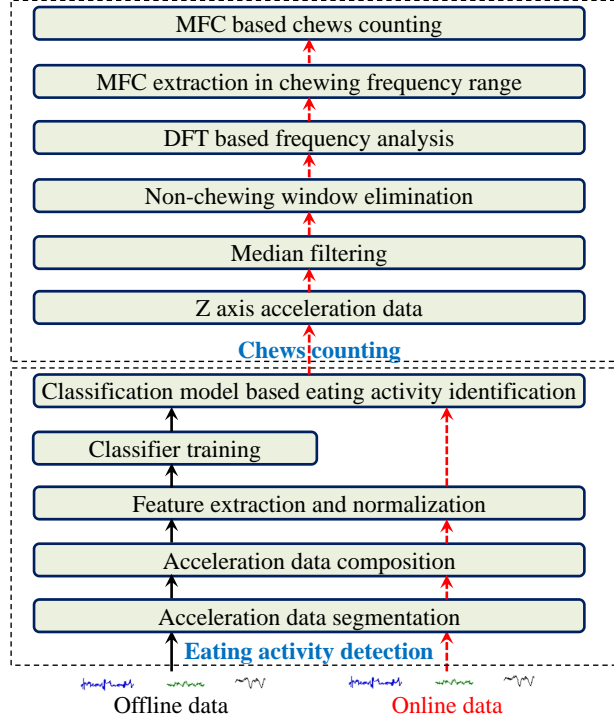 MFC based chews counting
MFC extraction in chewing frequency range
DFT based frequency analysis
Non-chewing window elimination
Median filtering
Z axis acceleration data
Chews counting
Classification model based eating activity identification
Classifier training
Feature extraction and normalization
Acceleration data composition
Acceleration data segmentation
Eating activity detection
Offline data
Online data